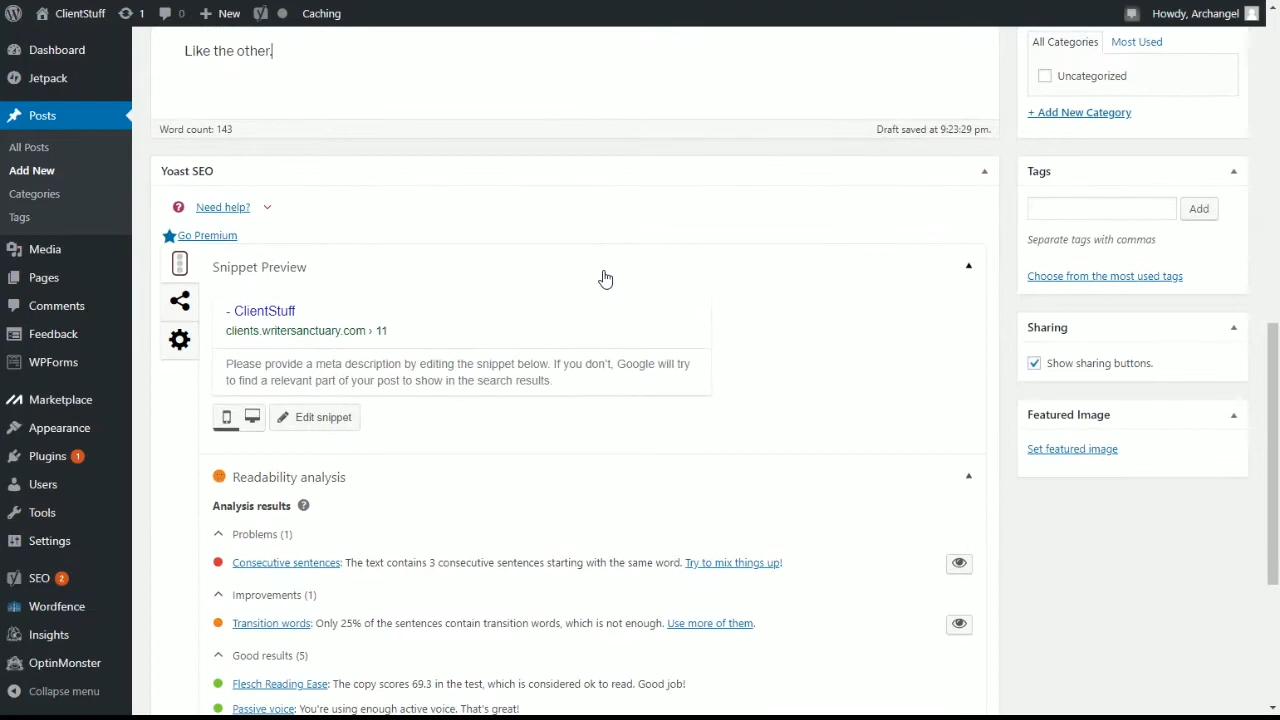 ClientStuff 1 0 New Caching Howdy, Archangel
Dashboard
Jetpack
Posts
All Posts
Add New
Categories
Tags
Media
Pages
Comments
Feedback
WPForms
Marketplace
Appearance
Plugins 1
Users
Tools
Settings
SEO 2
Wordfence
Insights
OptinMonster
Collapse menu
Like the other.
Word count: 143 Draft saved at 9:23:29 pm.
Yoast SEO
Need help?
Go Premium
Snippet Preview
- ClientStuff
clients.writersanctuary.com › 11
Please provide a meta description by editing the snippet below. If you don't, Google will try
to find a relevant part of your post to show in the search results.
Edit snippet
Readability analysis
Analysis results
Problems (1)
Consecutive sentences: The text contains 3 consecutive sentences starting with the same word. Try to mix things up!
Improvements (1)
Transition words: Only 25% of the sentences contain transition words, which is not enough. Use more of them.
Good results (5)
Flesch Reading Ease: The copy scores 69.3 in the test, which is considered ok to read. Good job!
Passive voice: You're using enough active voice. That's great!
All Categories Most Used
Uncategorized
+ Add New Category
Tags
Add
Separate tags with commas
Choose from the most used tags
Sharing
Show sharing buttons.
Featured Image
Set featured image